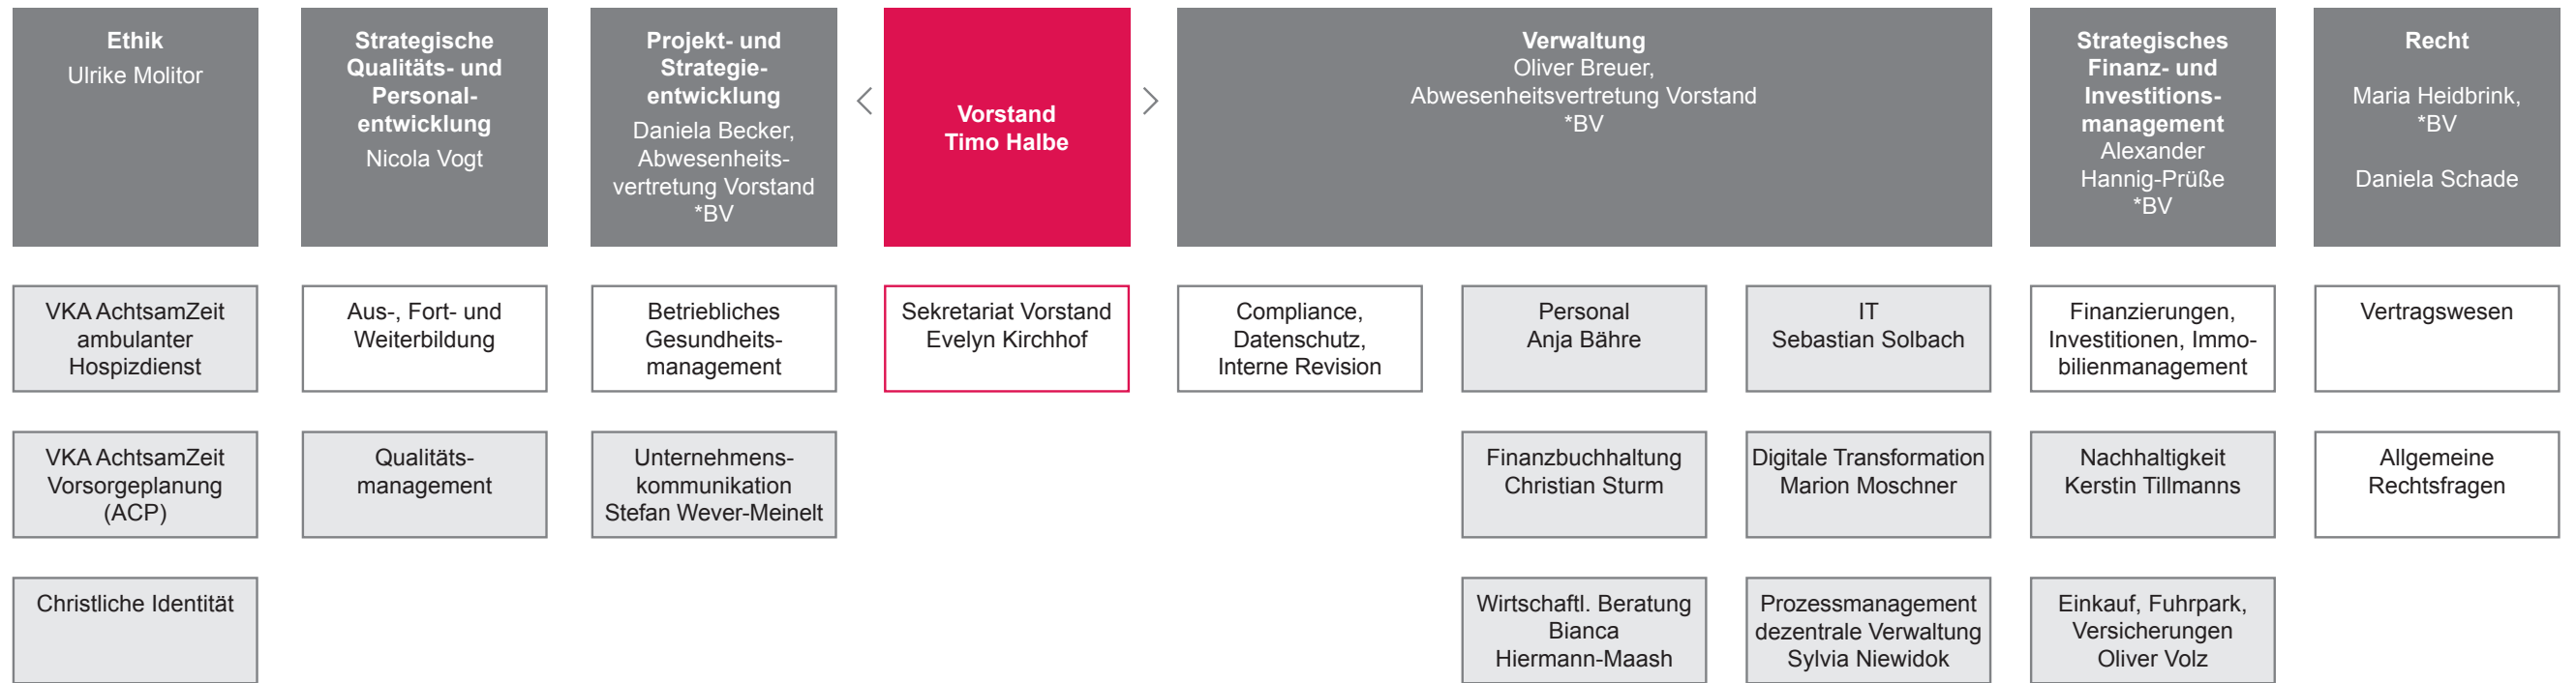 Ethik
Ulrike Molitor
Strategische
Qualitäts- und
Personal-
entwicklung
Nicola Vogt
Projekt- und
Strategie-
entwicklung
Daniela Becker,
Abwesenheits-
vertretung Vorstand
*BV
<
Vorstand
Timo Halbe
>
Verwaltung
Oliver Breuer,
Abwesenheitsvertretung Vorstand
*BV
Strategisches
Finanz- und
Investitions-
management
Alexander
Hannig-Prüße
*BV
Recht
Maria Heidbrink,
*BV
Daniela Schade
VKA AchtsamZeit
ambulanter
Hospizdienst
Aus-, Fort- und
Weiterbildung
Betriebliches
Gesundheits-
management
Sekretariat Vorstand
Evelyn Kirchhof
Compliance,
Datenschutz,
Interne Revision
Personal
Anja Bähre
IT
Sebastian Solbach
Finanzierungen,
Investitionen, Immo-
bilienmanagement
Vertragswesen
VKA AchtsamZeit
Vorsorgeplanung
(ACP)
Qualitäts-
management
Unternehmens-
kommunikation
Stefan Wever-Meinelt
Finanzbuchhaltung
Christian Sturm
Digitale Transformation
Marion Moschner
Nachhaltigkeit
Kerstin Tillmanns
Allgemeine
Rechtsfragen
Christliche Identität
Wirtschaftl. Beratung
Bianca
Hiermann-Maash
Prozessmanagement
dezentrale Verwaltung
Sylvia Niewidok
Einkauf, Fuhrpark,
Versicherungen
Oliver Volz